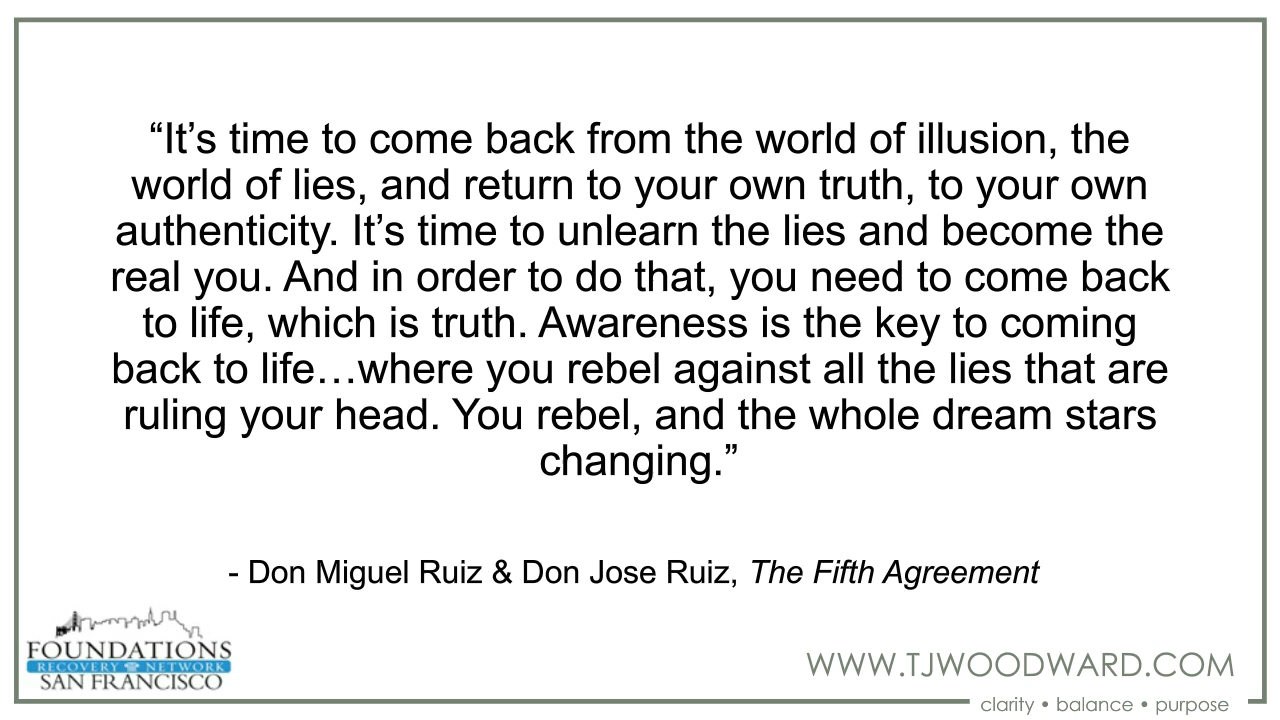 “It’s time to come back from the world of illusion, the
world of lies, and return to your own truth, to your own
authenticity. It’s time to unlearn the lies and become the
real you. And in order to do that, you need to come back
to life, which is truth. Awareness is the key to coming
back to life…where you rebel against all the lies that are
ruling your head. You rebel, and the whole dream stars
changing.”
- Don Miguel Ruiz & Don Jose Ruiz, The Fifth Agreement
FOUNDATIONS
RECOVERY NETWORK
SAN FRANCISCO
WWW.TJWOODWARD.COM
clarity • balance • purpose